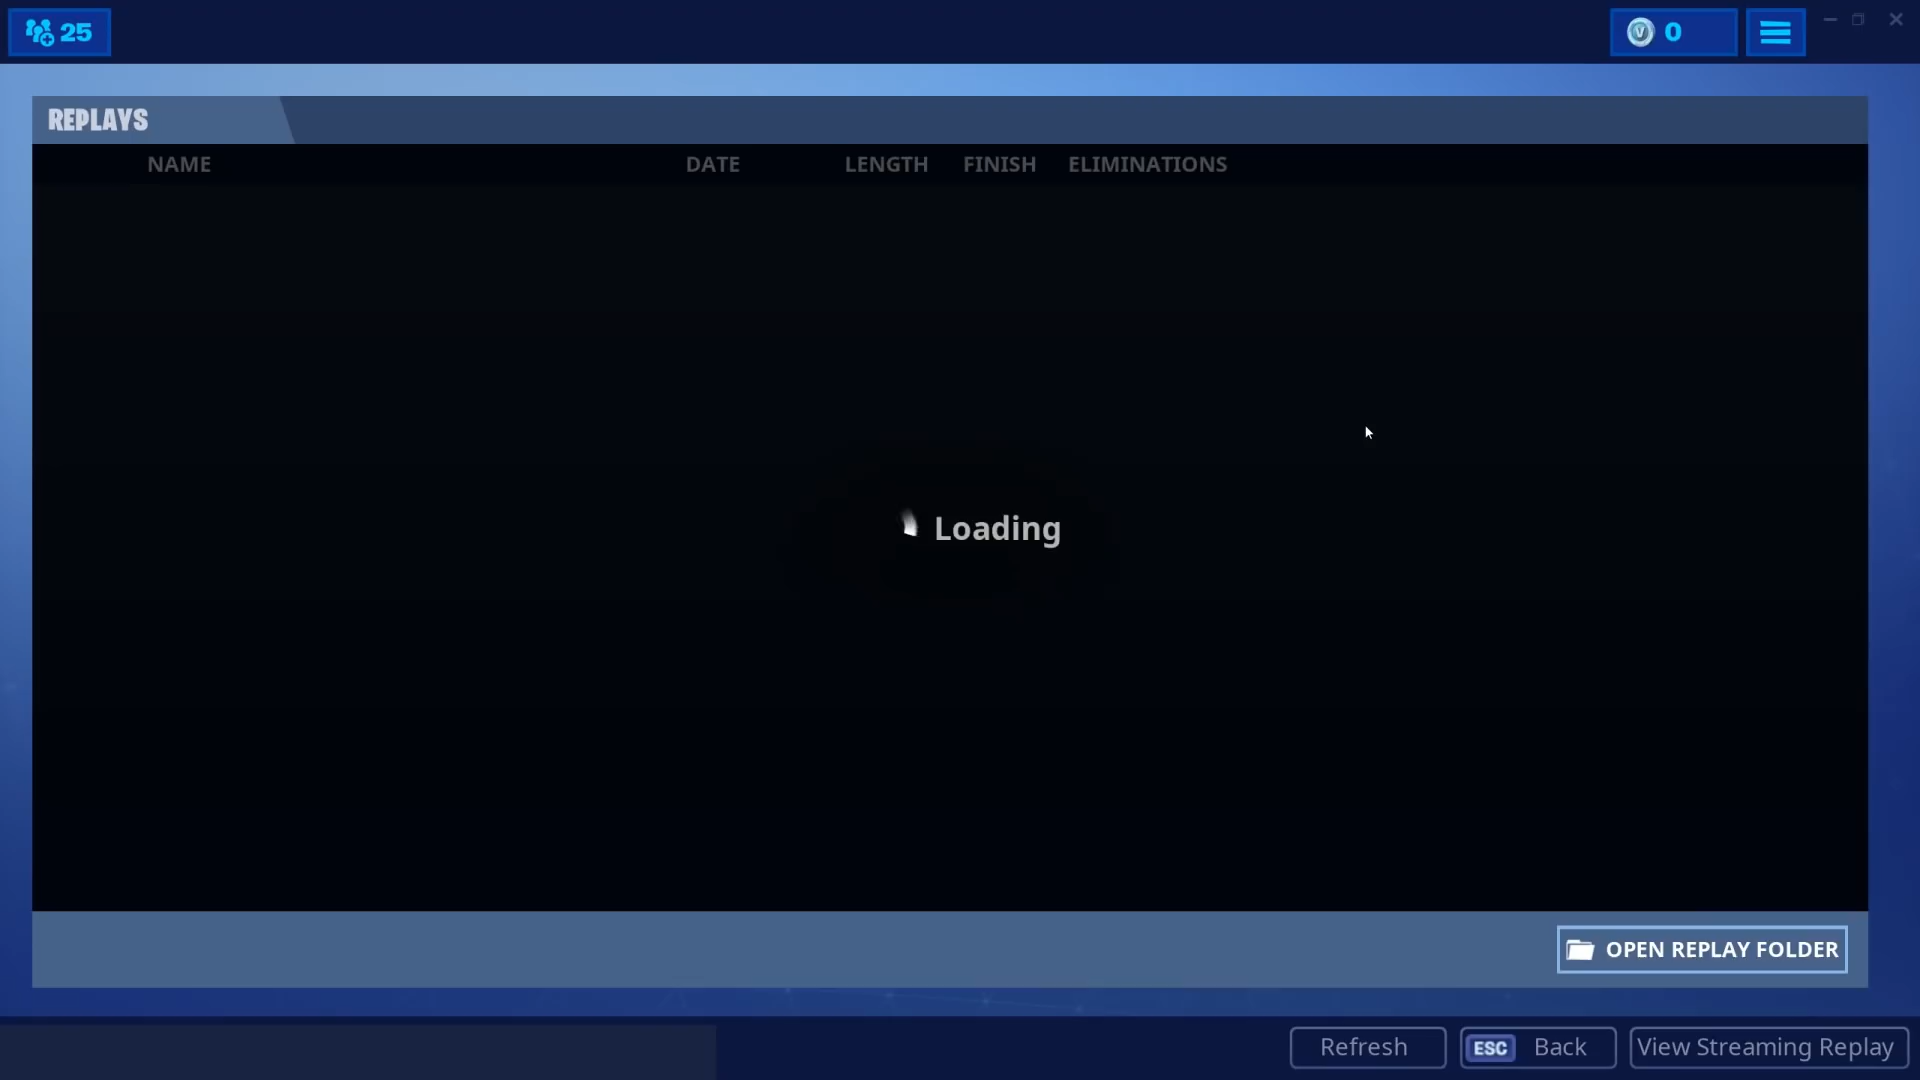 25
0
REPLAYS
NAME DATE LENGTH FINISH ELIMINATIONS
Loading
OPEN REPLAY FOLDER
Refresh ESC Back View Streaming Replay